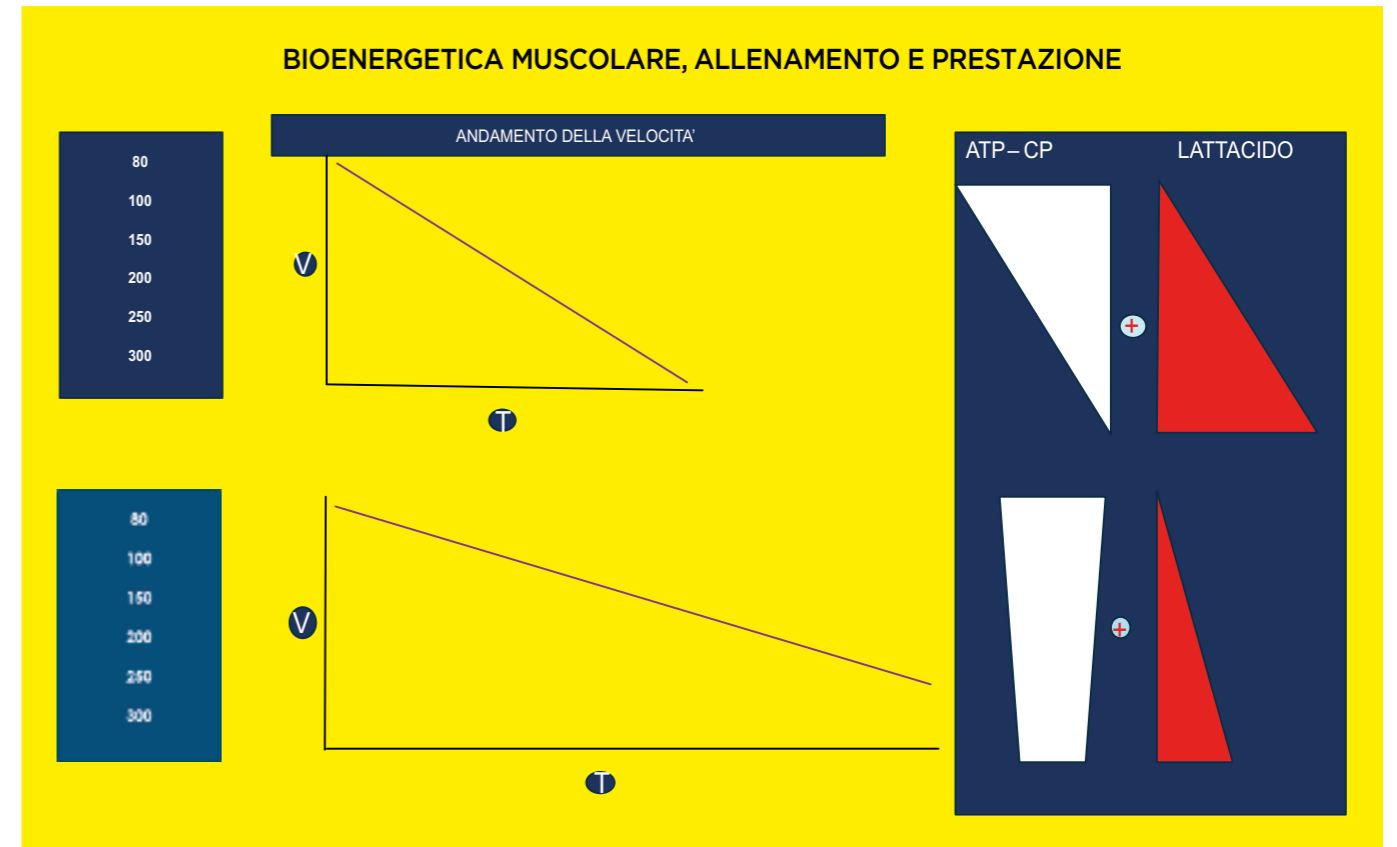 BIOENERGETICA MUSCOLARE, ALLENAMENTO E PRESTAZIONE
ANDAMENTO DELLA VELOCITA’
80
100
150
200
250
300
V
T
ATP – CP LATTACIDO
+
80
100
150
200
250
300
V
T
+